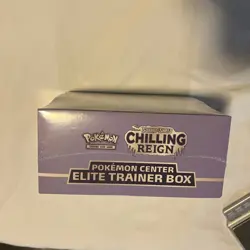 POKÉMON
CHILLING
REIGN
POKÉMON CENTER
ELITE TRAINER BOX